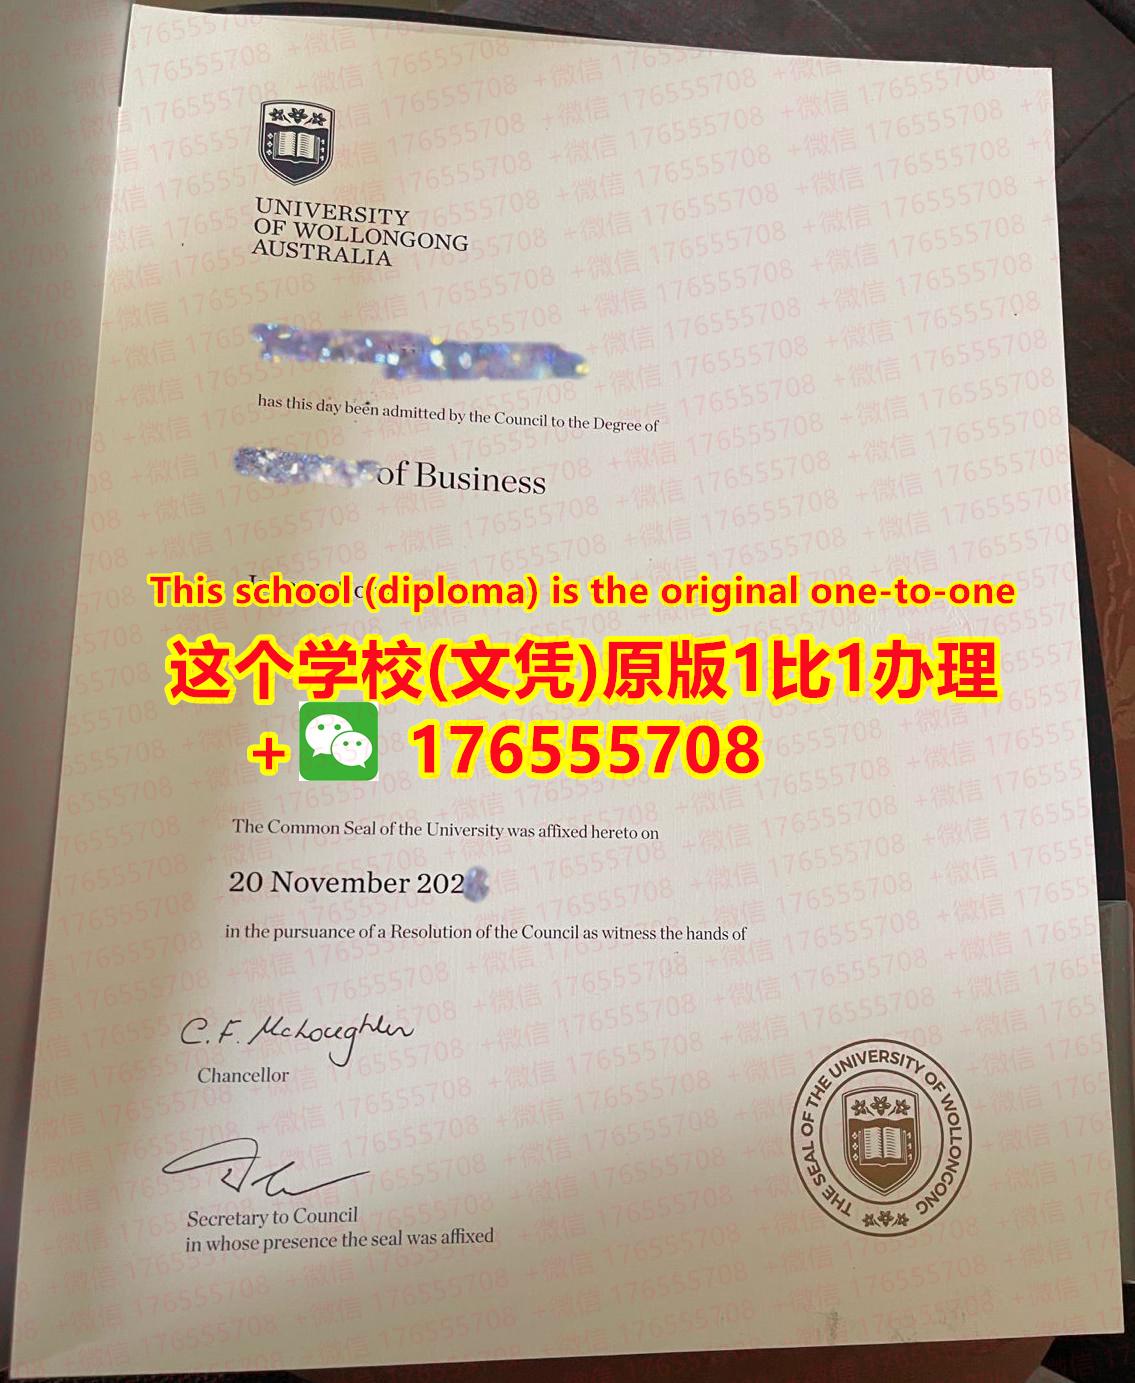 UNIVERSITY
OF WOLLONGONG
AUSTRALIA
has this day been admitted by the Council to the Degree of
of Business
This school (diploma) is the original one-to-one
这个学校(文凭)原版1比1办理
+ 176555708
The Common Seal of the University was affixed hereto on
20 November 202
in the pursuance of a Resolution of the Council as witness the hands of
C. F. McLoughlin
Chancellor
Secretary to Council
in whose presence the seal was affixed
THE SEAL OF THE UNIVERSITY OF WOLLONGONG
+微信 176555708